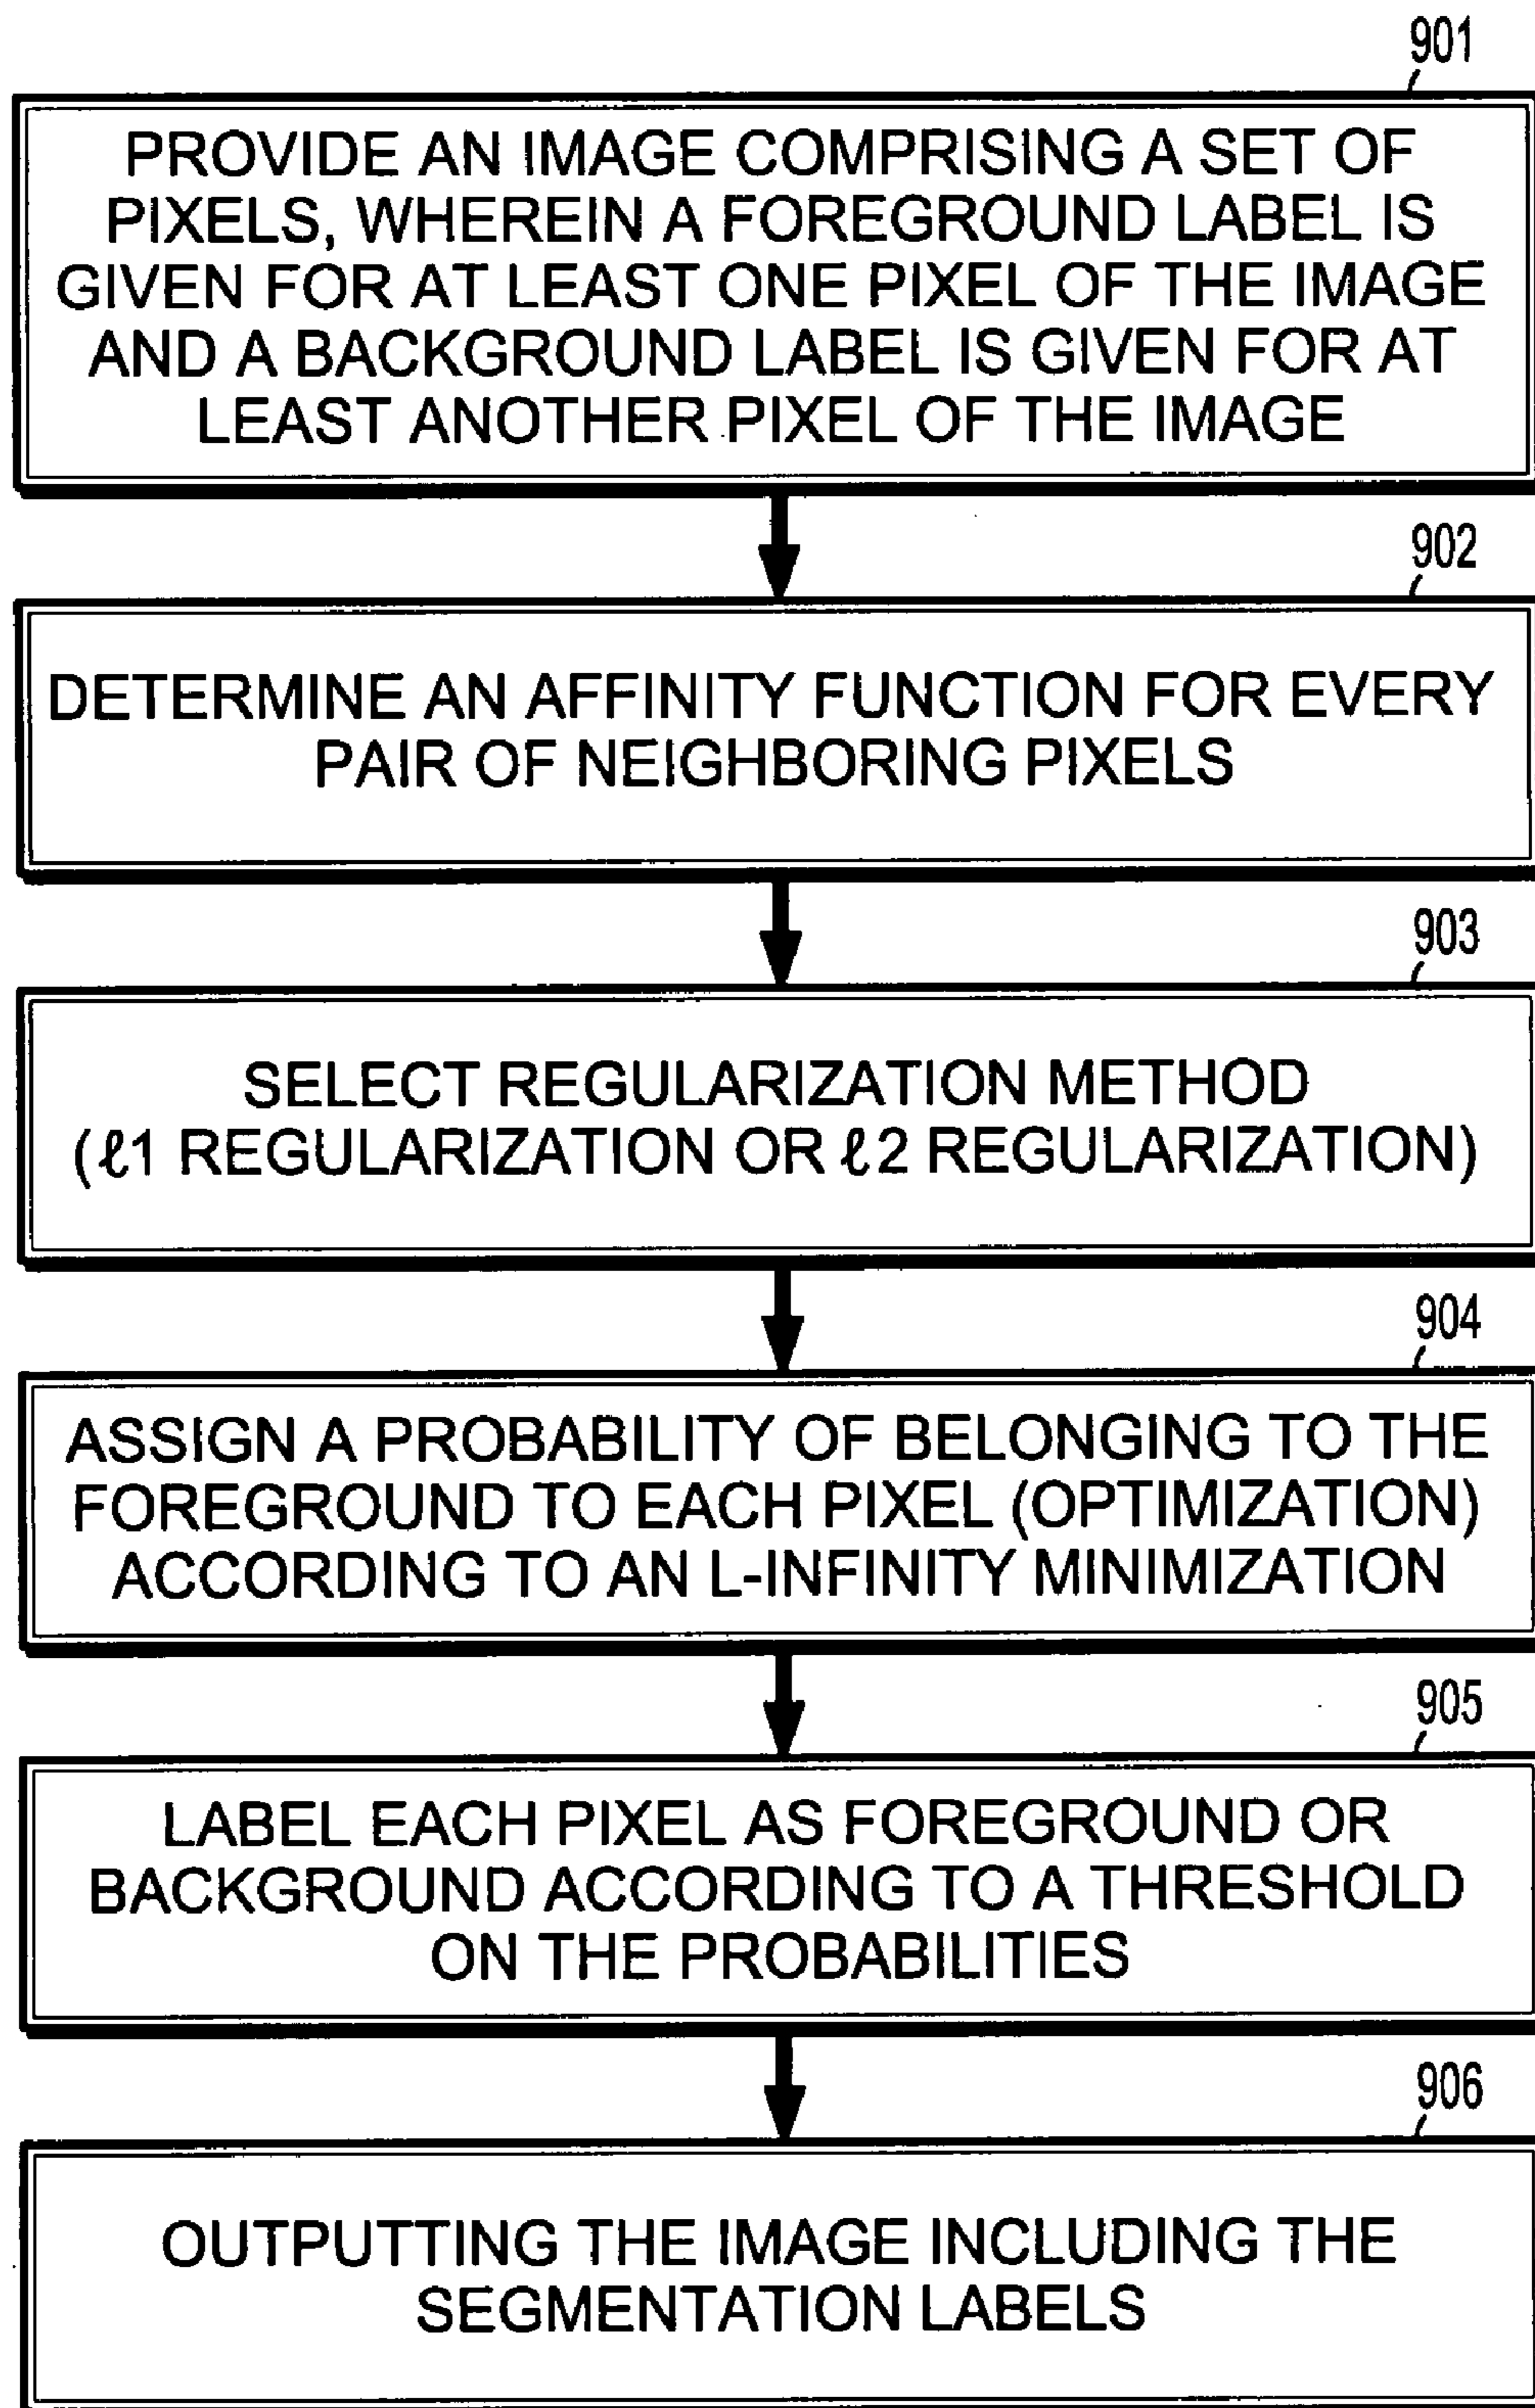 901
PROVIDE AN IMAGE COMPRISING A SET OF
PIXELS, WHEREIN A FOREGROUND LABEL IS
GIVEN FOR AT LEAST ONE PIXEL OF THE IMAGE
AND A BACKGROUND LABEL IS GIVEN FOR AT
LEAST ANOTHER PIXEL OF THE IMAGE
902
DETERMINE AN AFFINITY FUNCTION FOR EVERY
PAIR OF NEIGHBORING PIXELS
903
SELECT REGULARIZATION METHOD
(ℓ1 REGULARIZATION OR ℓ2 REGULARIZATION)
904
ASSIGN A PROBABILITY OF BELONGING TO THE
FOREGROUND TO EACH PIXEL (OPTIMIZATION)
ACCORDING TO AN L-INFINITY MINIMIZATION
905
LABEL EACH PIXEL AS FOREGROUND OR
BACKGROUND ACCORDING TO A THRESHOLD
ON THE PROBABILITIES
906
OUTPUTTING THE IMAGE INCLUDING THE
SEGMENTATION LABELS